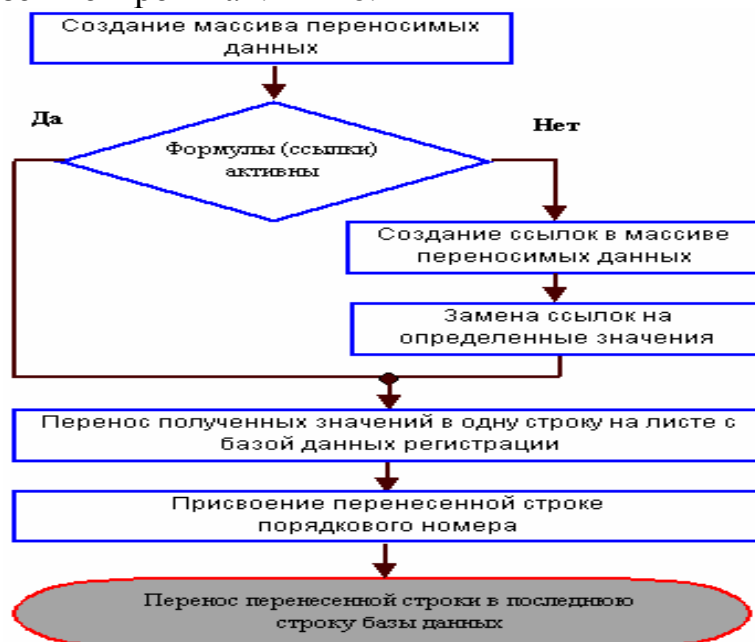 Создание массива переносимых
данных
Да
Нет
Формулы (ссылки)
активны
Создание ссылок в массиве
переносимых данных
Замена ссылок на
определенные значения
Перенос полученных значений в одну строку на листе с
базой данных регистрации
Присвоение перенесенной строке
порядкового номера
Перенос перенесенной строки в последнюю
строку базы данных